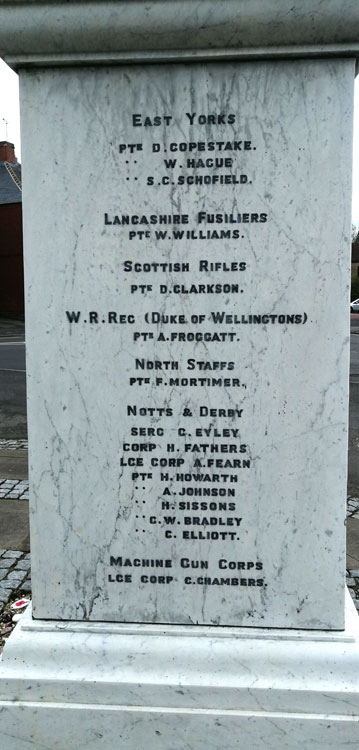 EAST YORKS
PTE D. COPESTAKE.
" W. HAGUE
" S. C. SCHOFIELD.
LANCASHIRE FUSILIERS
PTE W. WILLIAMS.
SCOTTISH RIFLES
PTE D. CLARKSON.
W. R. REG (DUKE OF WELLINGTONS)
PTE A. FROGGATT.
NORTH STAFFS
PTE F. MORTIMER.
NOTTS & DERBY
SERG G. EYLEY
CORP H. FATHERS
LCE CORP A. FEARN
PTE H. HOWARTH
" A. JOHNSON
" H. SISSONS
" G. W. BRADLEY
" C. ELLIOTT.
MACHINE GUN CORPS
LCE CORP C. CHAMBERS.